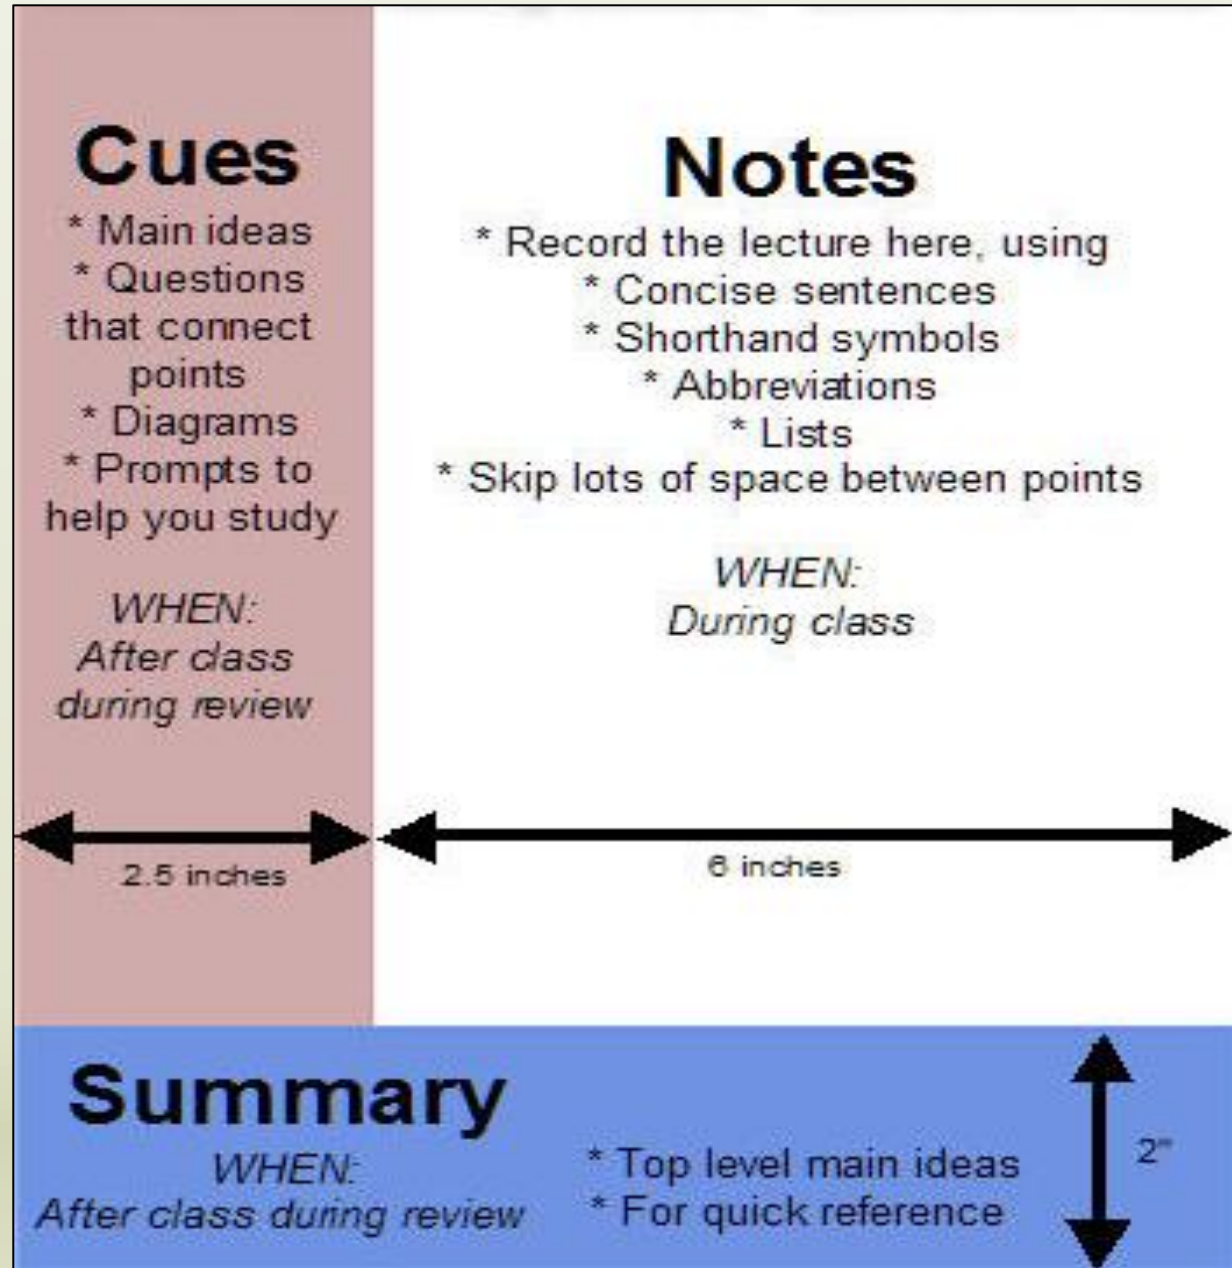 Cues
* Main ideas
* Questions
that connect
points
* Diagrams
* Prompts to
help you study
WHEN:
After class
during review
2.5 inches
Notes
* Record the lecture here, using
* Concise sentences
* Shorthand symbols
* Abbreviations
* Lists
* Skip lots of space between points
WHEN:
During class
6 inches
Summary
WHEN:
After class during review
* Top level main ideas
* For quick reference
2"